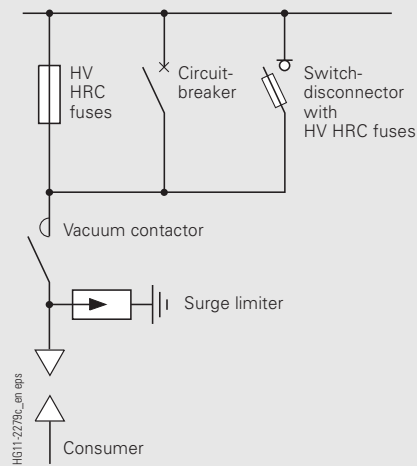 HV
HRC
fuses
Circuit-
breaker
Switch-
disconnector
with
HV HRC fuses
Vacuum contactor
Surge limiter
HG11-2279c_en eps
Consumer